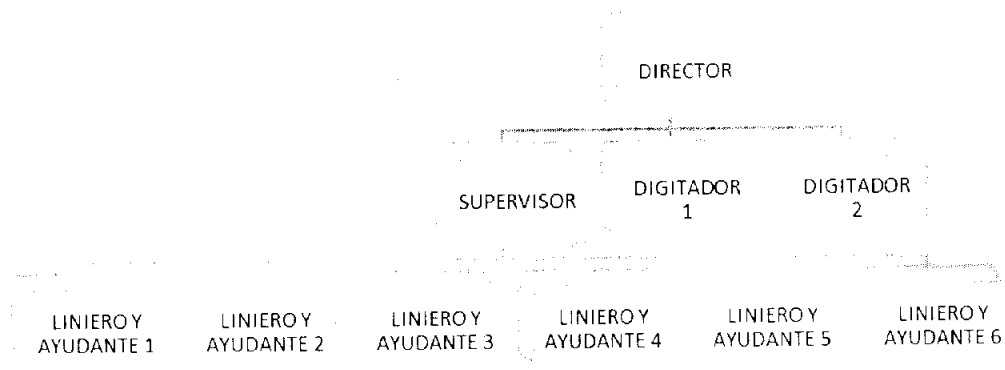 DIRECTOR
SUPERVISOR
DIGITADOR
1
DIGITADOR
2
LINIERO Y
AYUDANTE 1
LINIERO Y
AYUDANTE 2
LINIERO Y
AYUDANTE 3
LINIERO Y
AYUDANTE 4
LINIERO Y
AYUDANTE 5
LINIERO Y
AYUDANTE 6